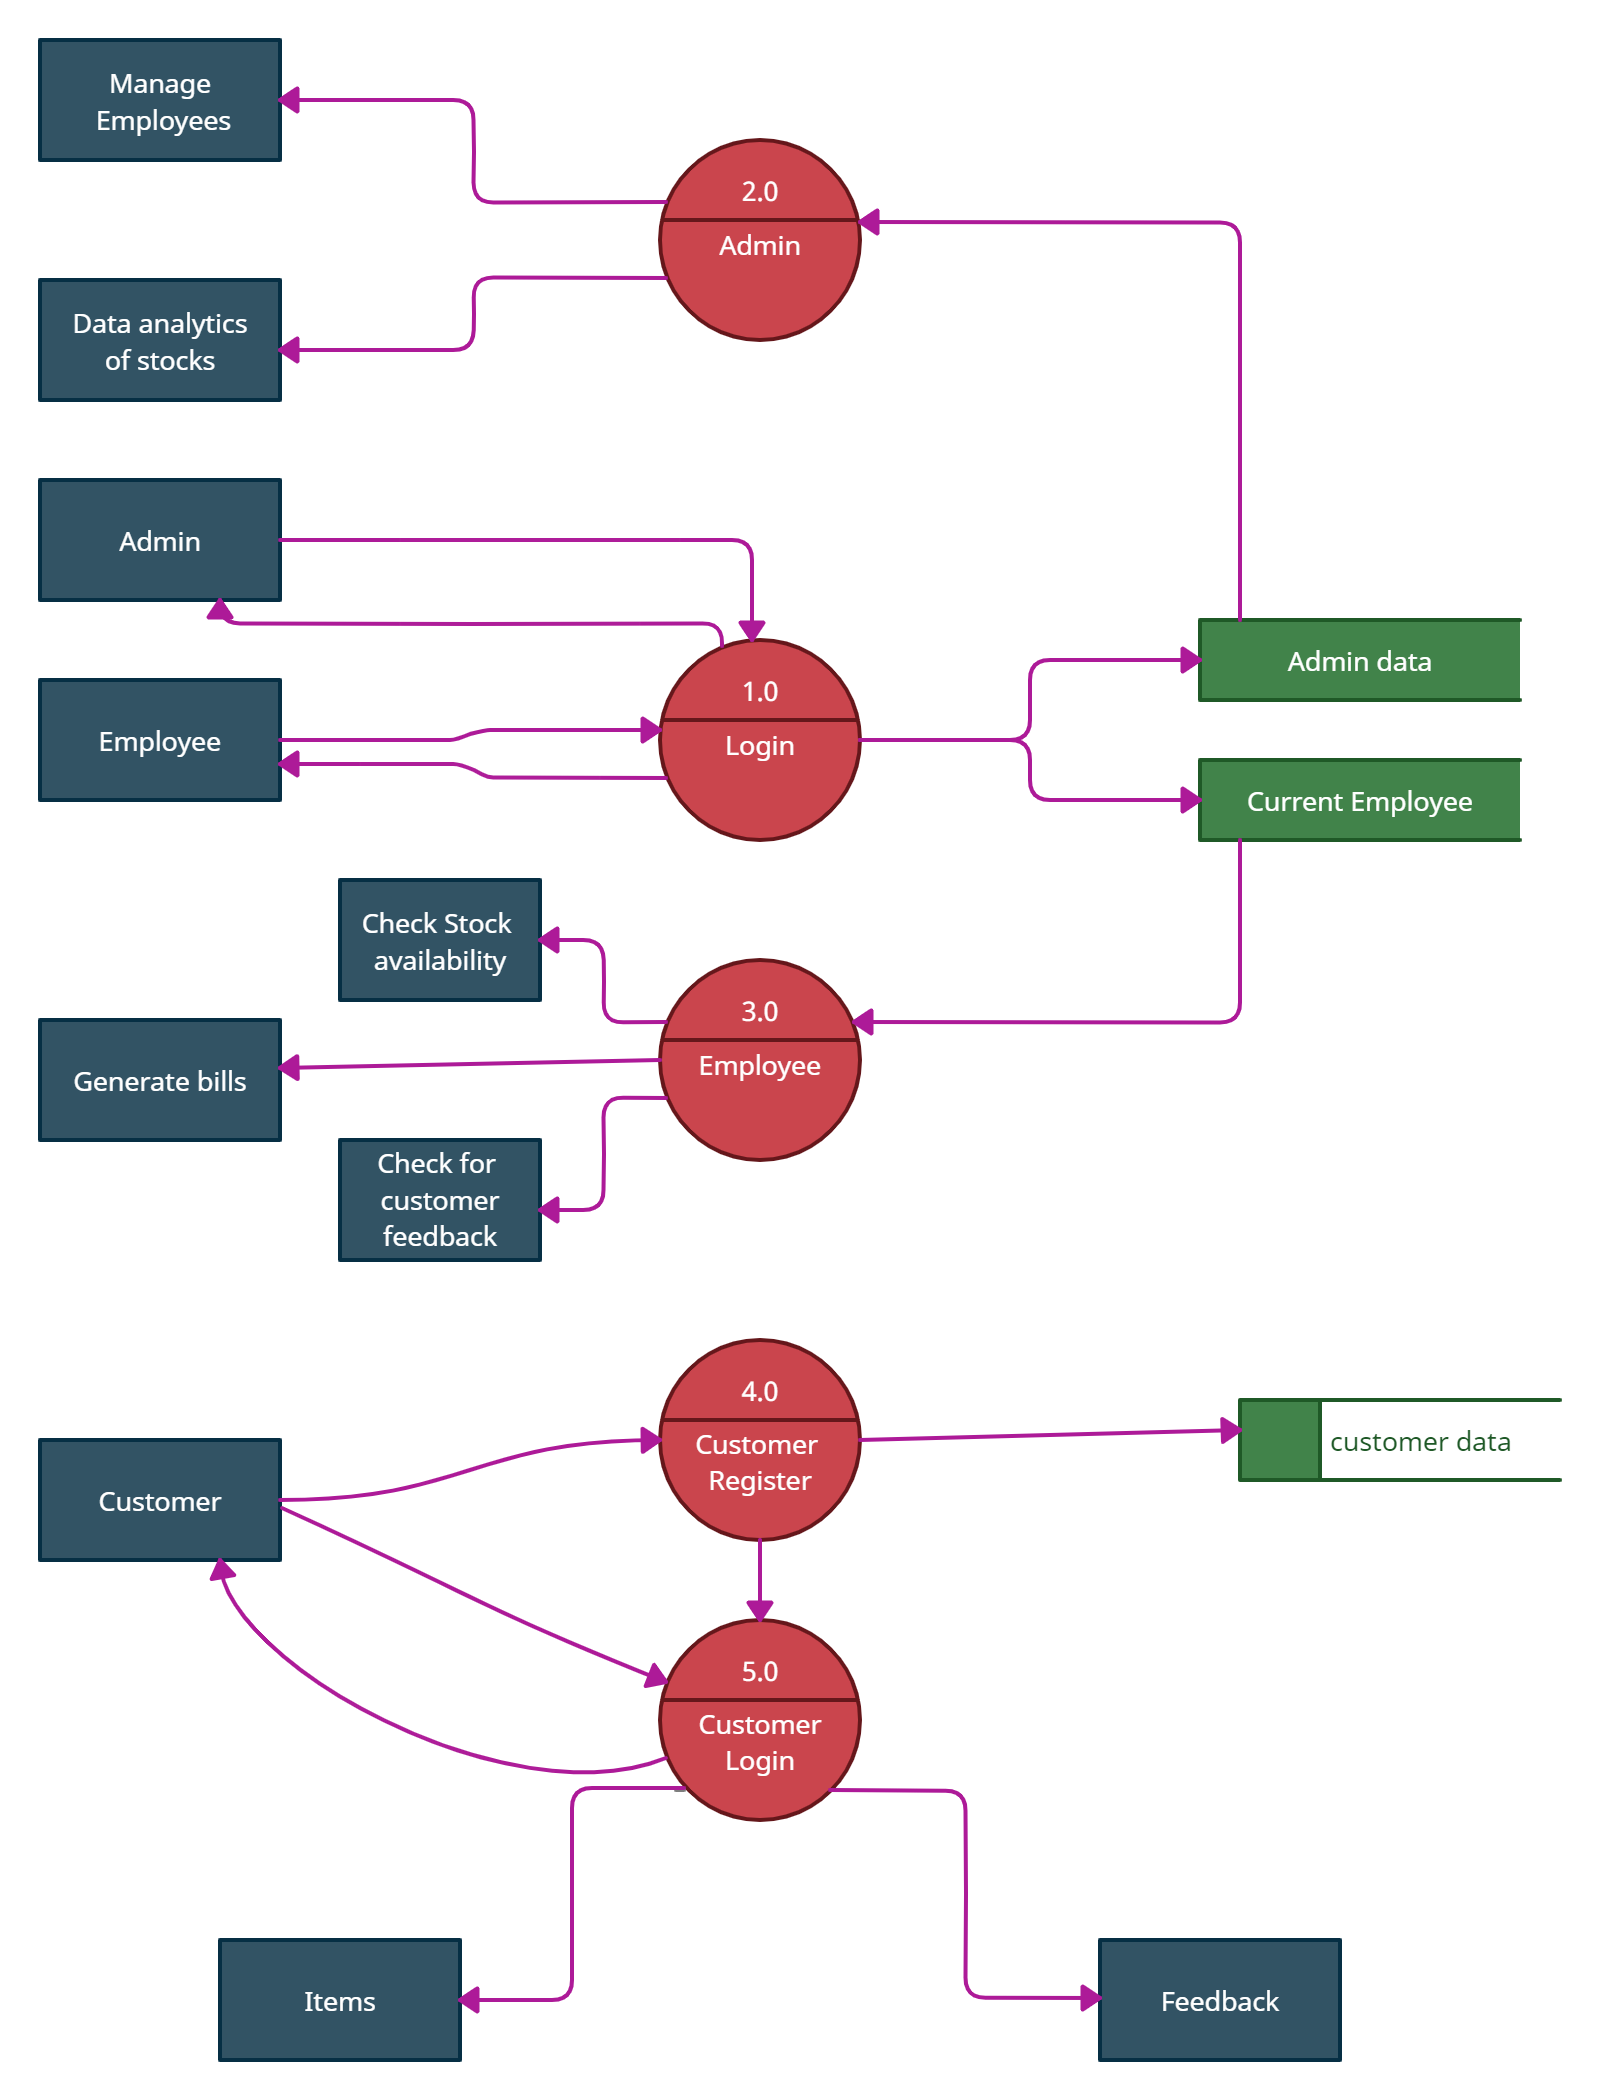 Manage
Employees
2.0
Admin
Data analytics
of stocks
Admin
1.0
Login
Admin data
Employee
Current Employee
Check Stock
availability
3.0
Employee
Generate bills
Check for
customer
feedback
4.0
Customer
Register
customer data
Customer
5.0
Customer
Login
Items
Feedback